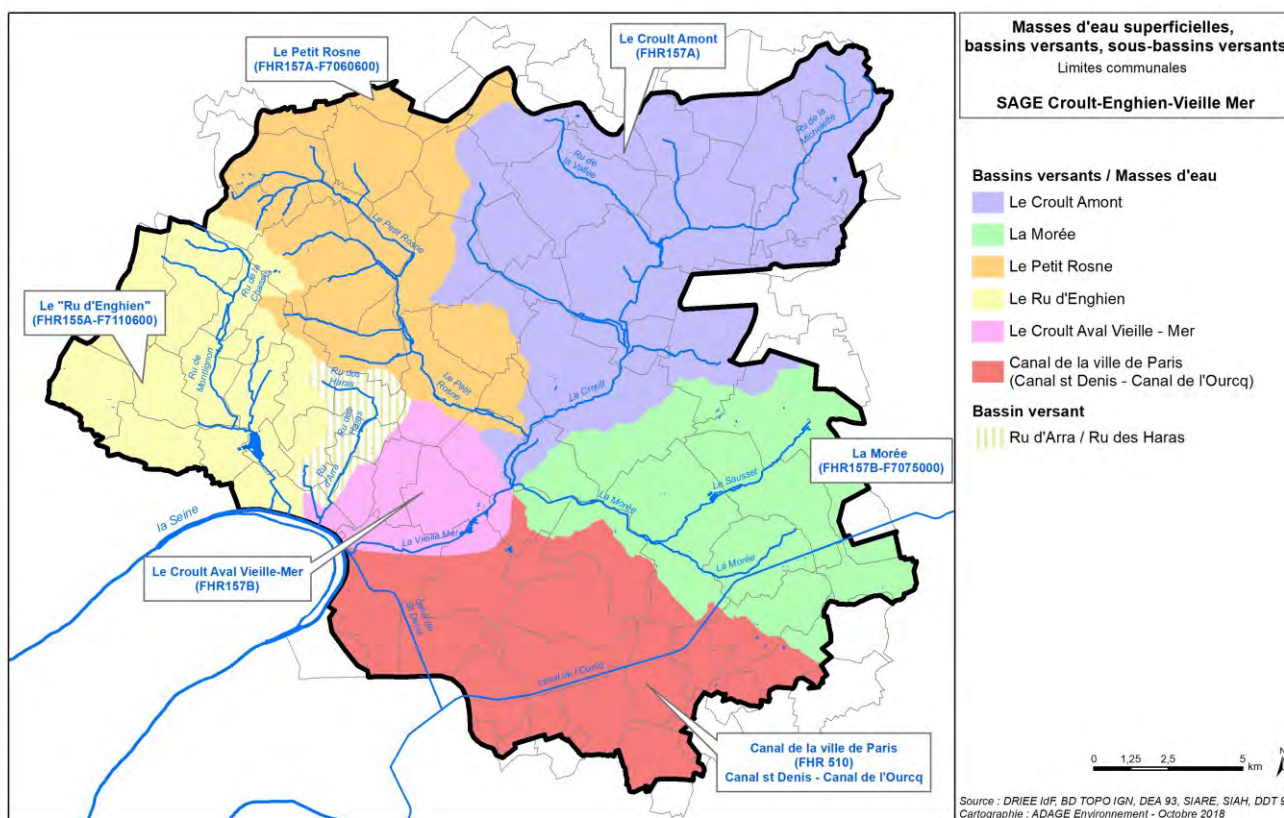 Masses d'eau superficielles,
bassins versants, sous-bassins versants
Limites communales
SAGE Croult-Enghien-Vieille Mer
Bassins versants / Masses d'eau
Le Croult Amont
La Morée
Le Petit Rosne
Le Ru d'Enghien
Le Croult Aval Vieille - Mer
Canal de la ville de Paris
(Canal st Denis - Canal de l'Ourcq)
Bassin versant
Ru d'Arra / Ru des Haras
Le Petit Rosne
(FHR157A-F7060600)
Le Croult Amont
(FHR157A)
Ru de la
Michelette
Ru de
la Vallée
Le Petit Rosne
Ru de la
Chasse
Le "Ru d'Enghien"
(FHR155A-F7110600)
Ru de
Montlignon
Ru des
Haras
Ru des
Haras
Ru
d'Arra
Le Petit
Rosne
Le Croult
La Morée
(FHR157B-F7075000)
Le Sausset
La Morée
La Morée
la Seine
La Vieille Mer
Le Croult Aval Vieille-Mer
(FHR157B)
canal de
St Denis
canal de l'Ourcq
Canal de la ville de Paris
(FHR 510)
Canal st Denis - Canal de l'Ourcq
0 1,25 2,5 5
km
N
Source : DRIEE IdF, BD TOPO IGN, DEA 93, SIARE, SIAH, DDT 9
Cartographie : ADAGE Environnement - Octobre 2018